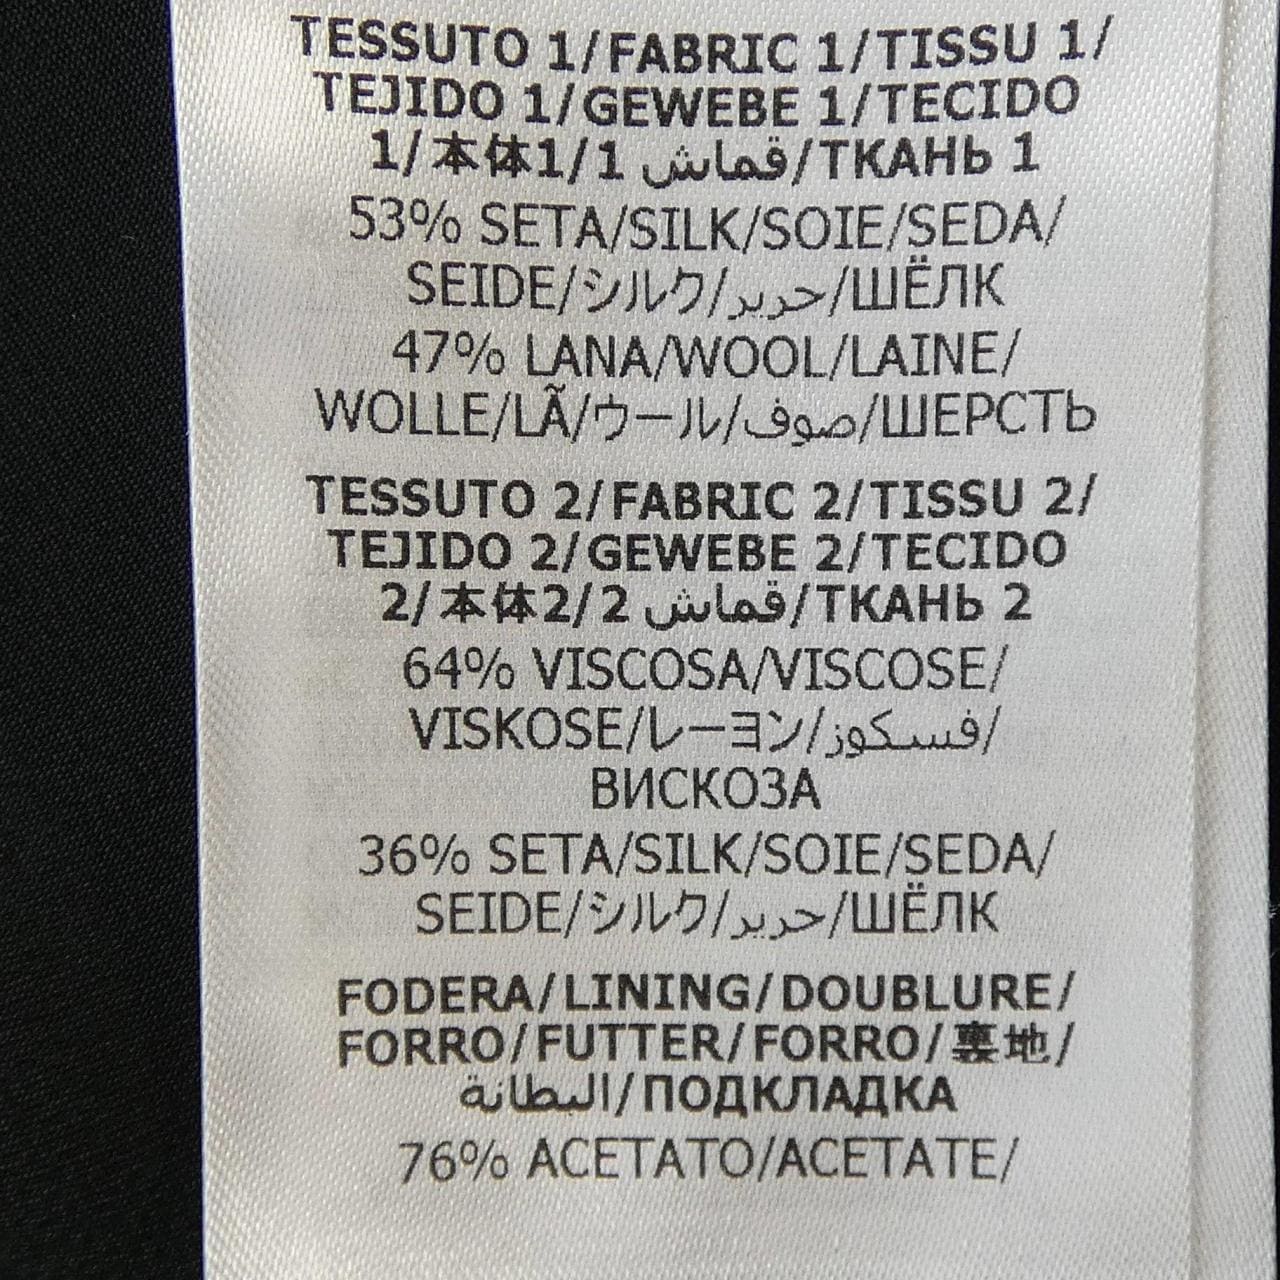 TESSUTO 1/FABRIC 1/TISSU 1/
TEJIDO 1/GEWEBE 1/TECIDO
1/本体1/1 قماش/ТКАНЬ 1
53% SETA/SILK/SOIE/SEDA/
SEIDE/シルク/حرير/ШЁЛК
47% LANA/WOOL/LAINE/
WOLLE/LÃ/ウール/صوف/ШЕРСТЬ
TESSUTO 2/FABRIC 2/TISSU 2/
TEJIDO 2/GEWEBE 2/TECIDO
2/本体2/2 قماش/ТКАНЬ 2
64% VISCOSA/VISCOSE/
VISKOSE/レーヨン/فسكوز/
ВИСКОЗА
36% SETA/SILK/SOIE/SEDA/
SEIDE/シルク/حرير/ШЁЛК
FODERA/LINING/DOUBLURE/
FORRO/FUTTER/FORRO/裏地/
البطانة/ПОДКЛАДКА
76% ACETATO/ACETATE/